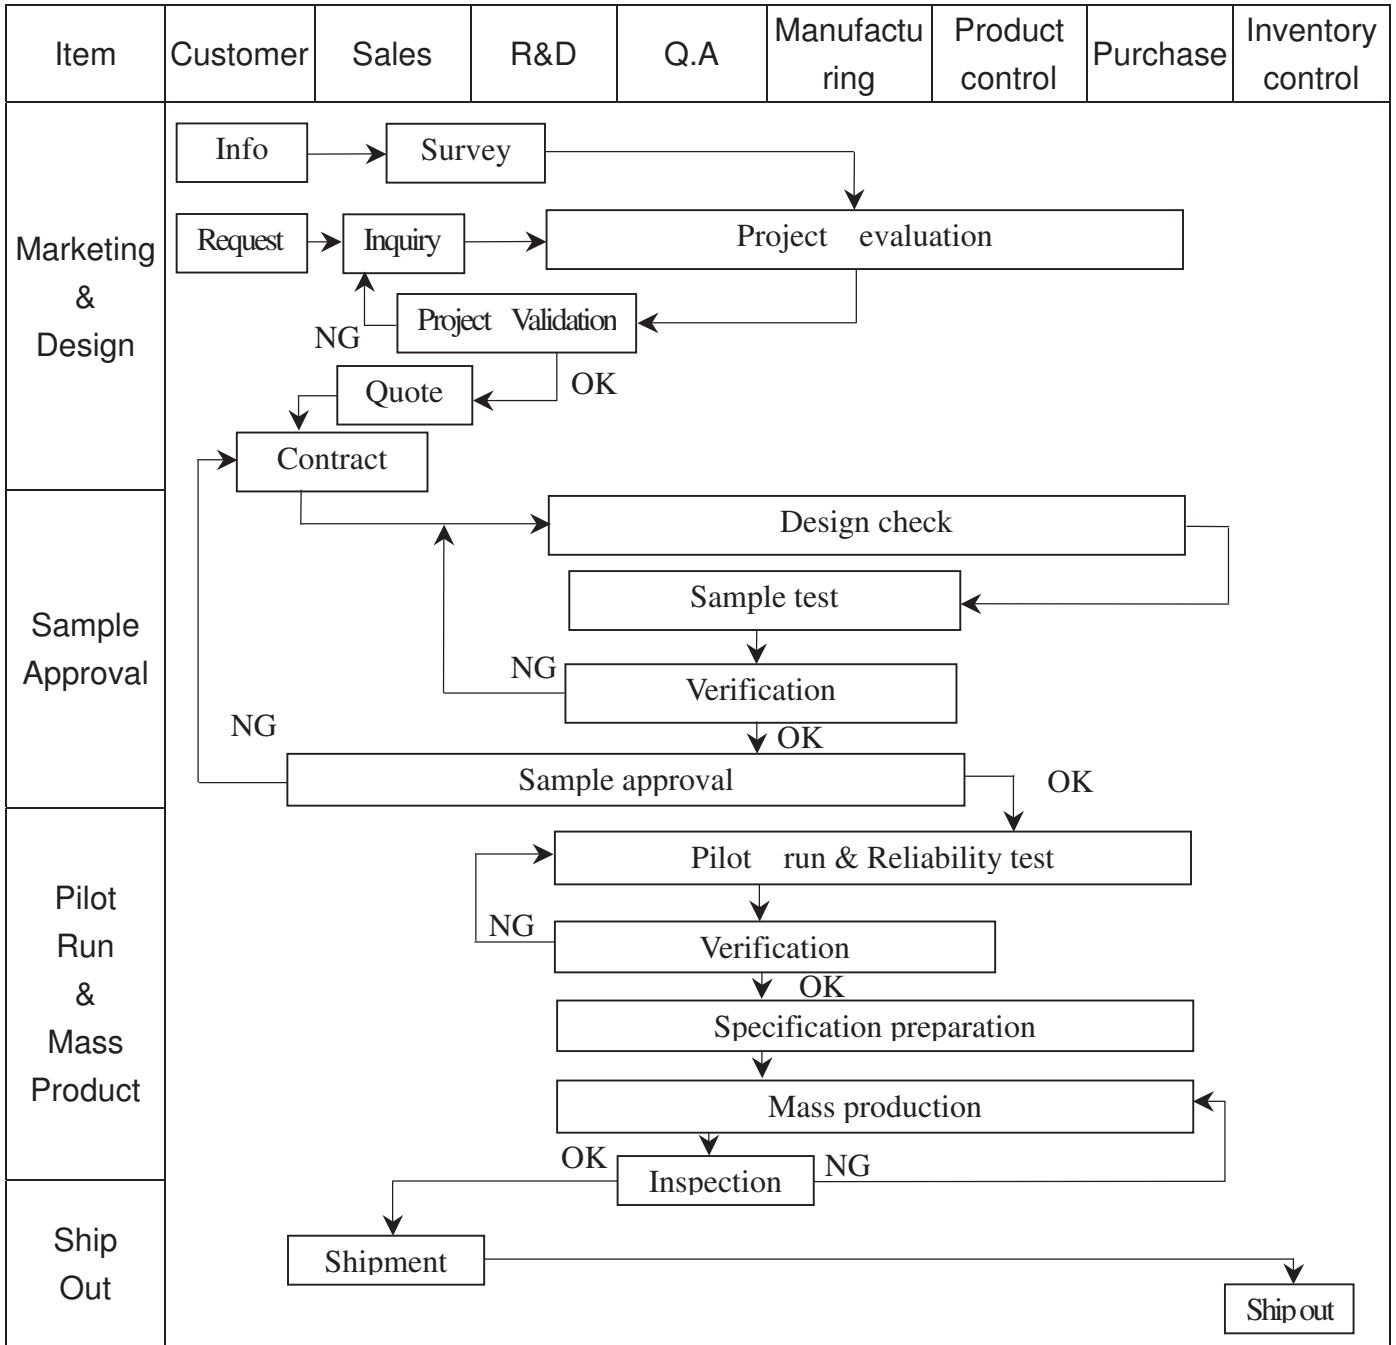 Item
Customer
Sales
R&D
Q.A
Manufactu
ring
Product
control
Purchase
Inventory
control
Marketing
&
Design
Info
Survey
Request
Inquiry
Project evaluation
NG
Project Validation
Quote
OK
Contract
Sample
Approval
Design check
Sample test
NG
Verification
NG
OK
Sample approval
OK
Pilot
Run
&
Mass
Product
Pilot run & Reliability test
NG
Verification
OK
Specification preparation
Mass production
OK
Inspection
NG
Ship
Out
Shipment
Ship out